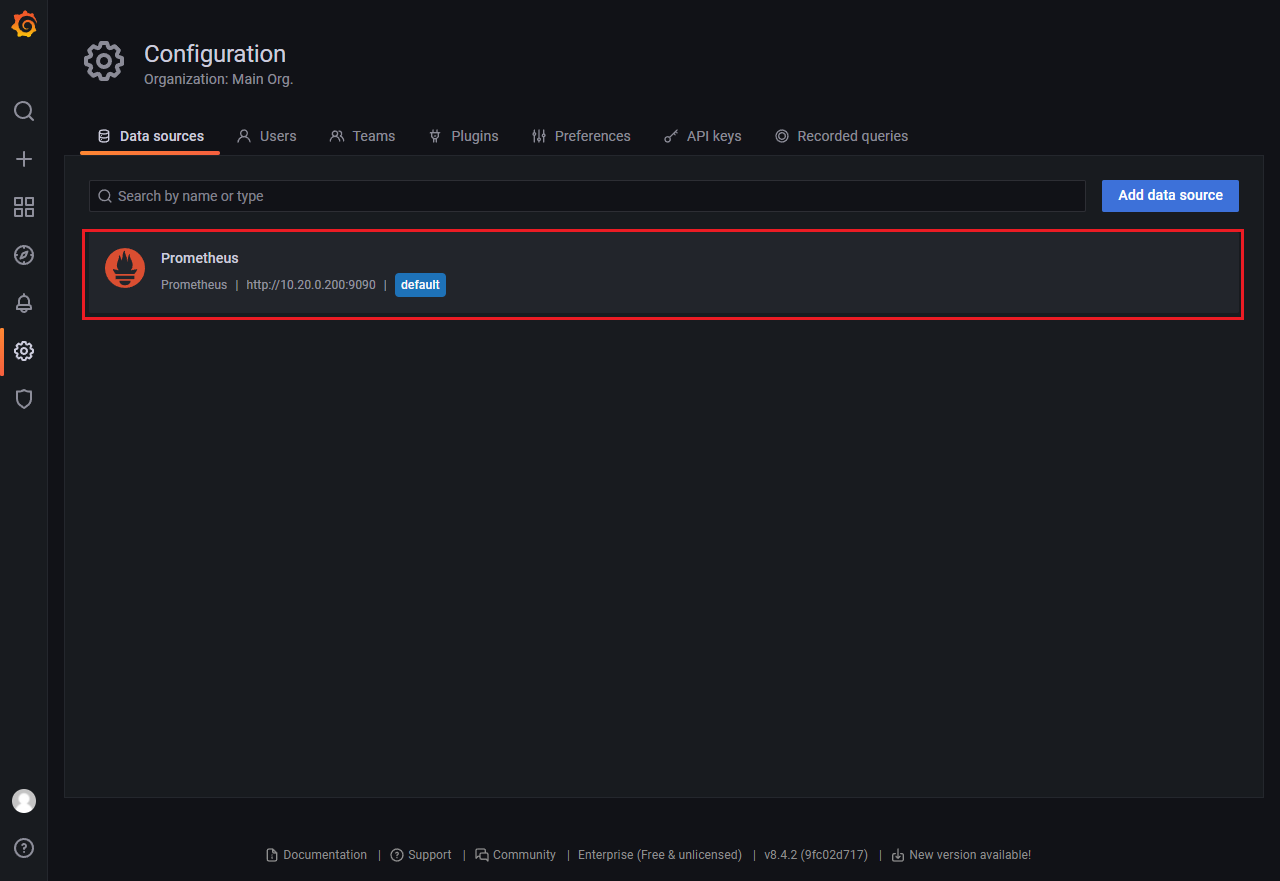 Configuration
Organization: Main Org.
Data sources Users Teams Plugins Preferences API keys Recorded queries
Search by name or type Add data source
Prometheus
Prometheus | http://10.20.0.200:9090 | default
Documentation | Support | Community | Enterprise (Free & unlicensed) | v8.4.2 (9fc02d717) | New version available!